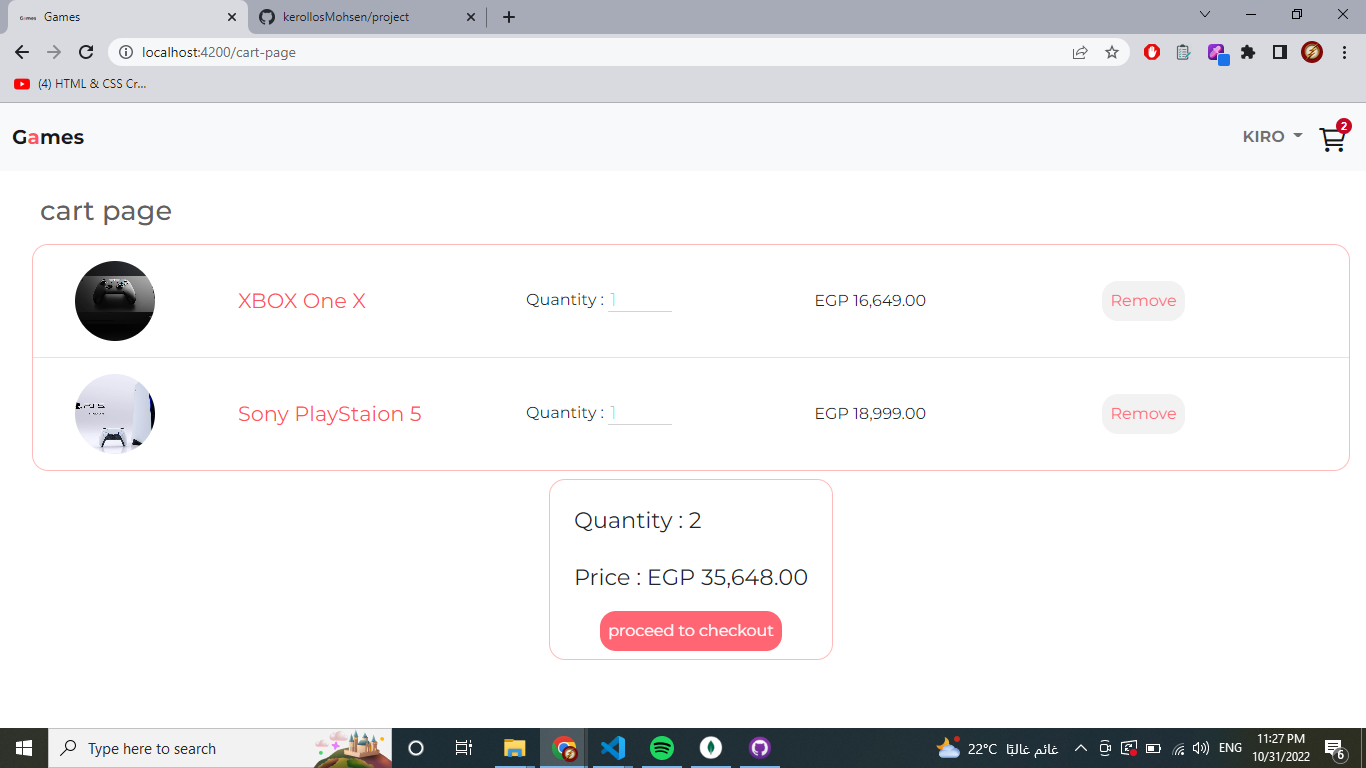 Games
kerollosMohsen/project
localhost:4200/cart-page
(4) HTML & CSS Cr...
Games
KIRO
2
cart page
XBOX One X
Quantity : 1
EGP 16,649.00
Remove
Sony PlayStaion 5
Quantity : 1
EGP 18,999.00
Remove
Quantity : 2
Price : EGP 35,648.00
proceed to checkout
Type here to search
22°C غائم غالبًا
ENG
11:27 PM
10/31/2022
6